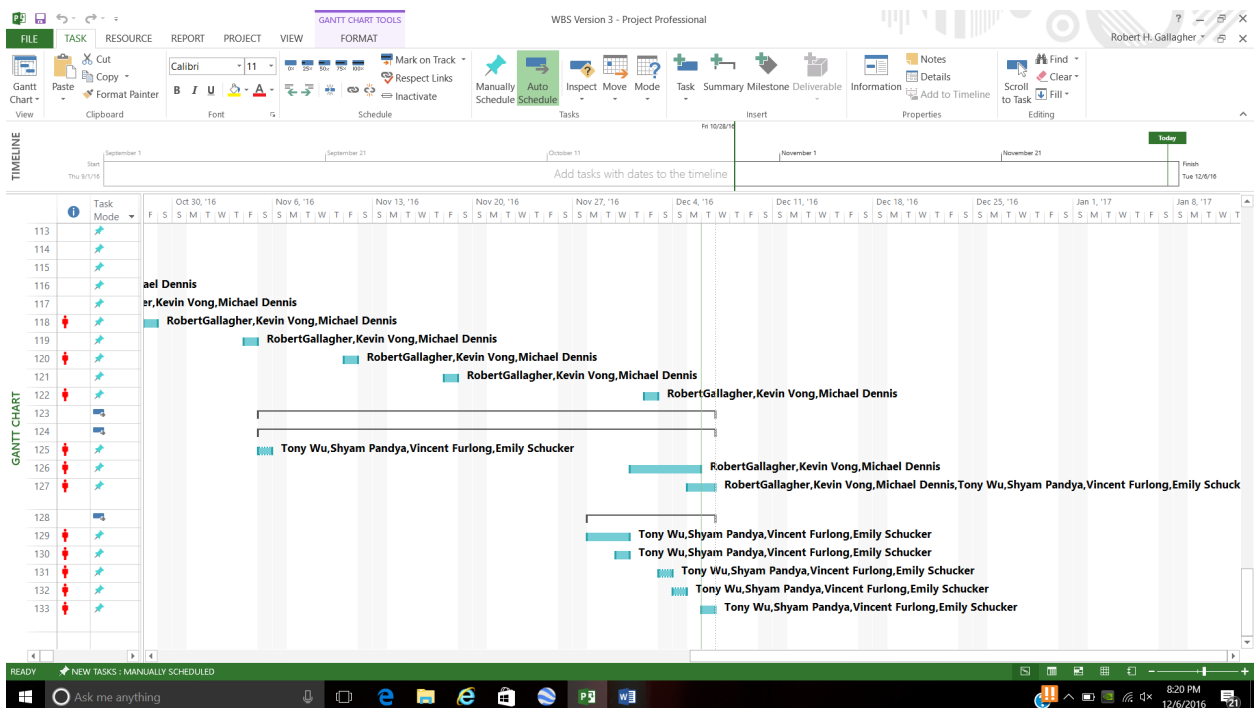 GANTT CHART TOOLS
WBS Version 3 - Project Professional
FILE TASK RESOURCE REPORT PROJECT VIEW FORMAT
Robert H. Gallagher
Gantt Chart
View
Paste
Cut
Copy
Format Painter
Clipboard
Calibri 11
B I U A
Font
0% 25% 50% 75% 100%
Mark on Track
Respect Links
Inactivate
Schedule
Manually Schedule
Auto Schedule
Inspect Move Mode
Tasks
Task Summary Milestone Deliverable
Insert
Information
Notes
Details
Add to Timeline
Properties
Scroll to Task
Find
Clear
Fill
Editing
TIMELINE
Fri 10/28/16
Today
September 1 September 21 October 11 November 1 November 21
Start
Thu 9/1/16
Add tasks with dates to the timeline
Finish
Tue 12/6/16
Task Mode
Oct 30, '16 Nov 6, '16 Nov 13, '16 Nov 20, '16 Nov 27, '16 Dec 4, '16 Dec 11, '16 Dec 18, '16 Dec 25, '16 Jan 1, '17 Jan 8, '17
F S S M T W T F S S M T W T F S S M T W T F S S M T W T F S S M T W T F S S M T W T F S S M T W T F S S M T W T F S S M T W T F S S M T W T F S S M T W T
GANTT CHART
113
114
115
116 ael Dennis
117 er,Kevin Vong,Michael Dennis
118 RobertGallagher,Kevin Vong,Michael Dennis
119 RobertGallagher,Kevin Vong,Michael Dennis
120 RobertGallagher,Kevin Vong,Michael Dennis
121 RobertGallagher,Kevin Vong,Michael Dennis
122 RobertGallagher,Kevin Vong,Michael Dennis
123
124
125 Tony Wu,Shyam Pandya,Vincent Furlong,Emily Schucker
126 RobertGallagher,Kevin Vong,Michael Dennis
127 RobertGallagher,Kevin Vong,Michael Dennis,Tony Wu,Shyam Pandya,Vincent Furlong,Emily Schuck
128
129 Tony Wu,Shyam Pandya,Vincent Furlong,Emily Schucker
130 Tony Wu,Shyam Pandya,Vincent Furlong,Emily Schucker
131 Tony Wu,Shyam Pandya,Vincent Furlong,Emily Schucker
132 Tony Wu,Shyam Pandya,Vincent Furlong,Emily Schucker
133 Tony Wu,Shyam Pandya,Vincent Furlong,Emily Schucker
READY NEW TASKS : MANUALLY SCHEDULED
Ask me anything
8:20 PM
12/6/2016
21